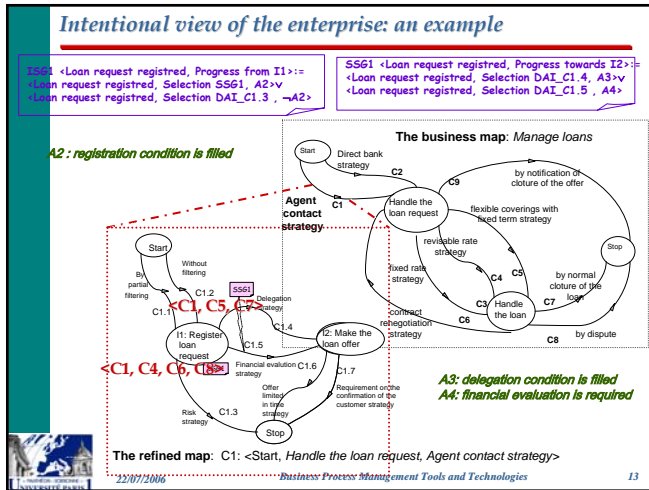 Intentional view of the enterprise: an example
ISG1 <Loan request registred, Progress from I1>:=
<Loan request registred, Selection SSG1, A2>v
<Loan request registred, Selection DAI_C1.3 , ¬A2>
SSG1 <Loan request registred, Progress towards I2>:=
<Loan request registred, Selection DAI_C1.4, A3>v
<Loan request registred, Selection DAI_C1.5 , A4>
A2 : registration condition is filled
The business map: Manage loans
Start
Direct bank
strategy
C2
C1
Agent
contact
strategy
Handle the
loan request
C9
by notification of
cloture of the offer
flexible coverings with
fixed term strategy
revisable rate
strategy
fixed rate
strategy
C4
C5
C3
C6
Handle
the loan
C7
by normal
cloture of the
loan
Stop
contract
renegotiation
strategy
C8
by dispute
Start
Without
filtering
By
partial
filtering
C1.2
C1.1
SSG1
Delegation
strategy
<C1, C5, C7>
C1.4
I1: Register
loan
request
C1.5
I2: Make the
loan offer
<C1, C4, C6, C8>
Financial evalution
strategy
C1.6
C1.7
Offer
limited
in time
strategy
Requirement on the
confirmation of the
customer strategy
C1.3
Risk
strategy
Stop
A3: delegation condition is filled
A4: financial evaluation is required
The refined map: C1: <Start, Handle the loan request, Agent contact strategy>
22/07/2006
Business Process Management Tools and Technologies
13
UNIVERSITÉ PARIS